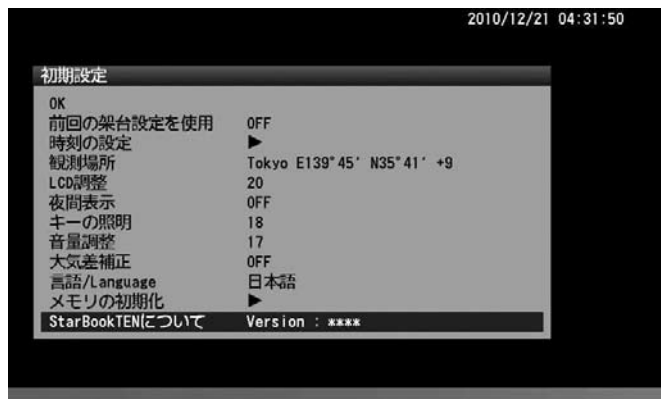 2010/12/21 04:31:50
初期設定
OK
前回の架台設定を使用 OFF
時刻の設定 ▶
観測場所 Tokyo E139°45′ N35°41′ +9
LCD調整 20
夜間表示 OFF
キーの照明 18
音量調整 17
大気差補正 OFF
言語/Language 日本語
メモリの初期化 ▶
StarBookTENについて Version : ****